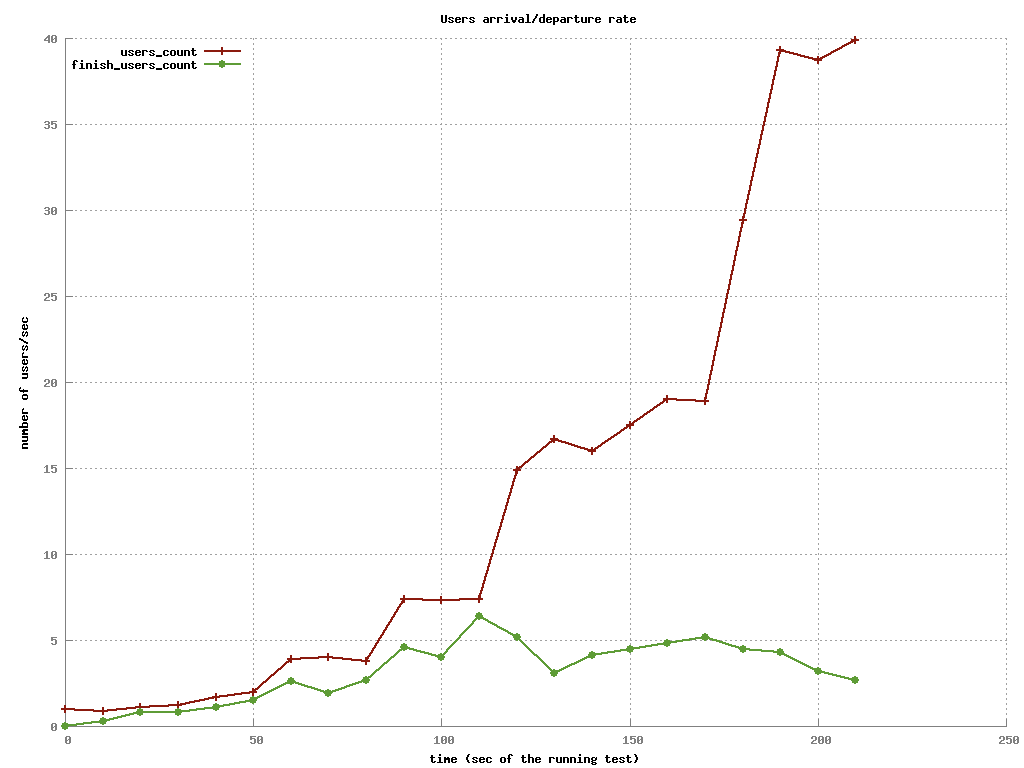 Users arrival/departure rate
users_count
finish_users_count
40
35
30
25
20
15
10
5
0
number of users/sec
0 50 100 150 200 250
time (sec of the running test)